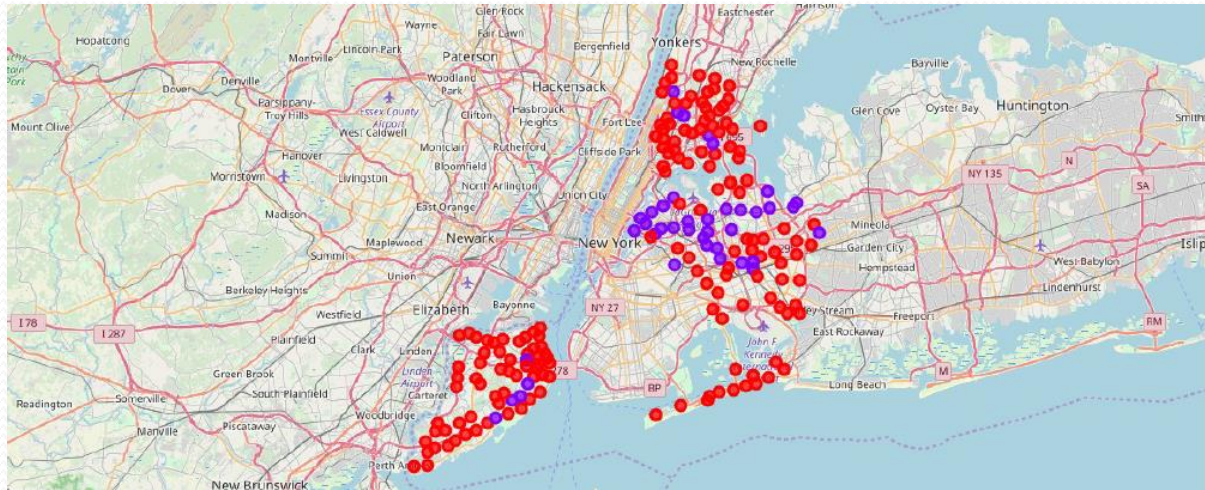 Glen Rock
Eastchester
Wayne
Fair Lawn
Yonkers
Hopatcong
Montville
Lincoln Park
Bergenfield
New Rochelle
Bayville
Paterson
Denville
Woodland Park
Hackensack
Huntington
Dover
Parsippany-
Troy Hills
Essex County
Airport
Hasbrouck
Heights
Glen Cove
Oyster Bay
Clifton
Fort Lee
Mount Olive
West Caldwell
Rutherford
Montclair
Cliffside Park
Hanover
Bloomfield
N
Livingston
NY 135
Morristown
North Arlington
SA
Union City
East Orange
Madison
Mineola
Maplewood
Newark
New York
Garden City
Summit
Union
Hempstead
West Babylon
Islip
Berkeley Heights
Elizabeth
Bayonne
Lindenhurst
Westfield
NY 27
Freeport
I 78
I 287
East Rockaway
RM
Plainfield
Clark
Linden
John F.
Kennedy
Green Brook
Linden
Airport
278
Long Beach
M
Carteret
BP
South Plainfield
Readington
Somerville
Woodbridge
Piscataway
Manville
Perth Am
New Brunswick